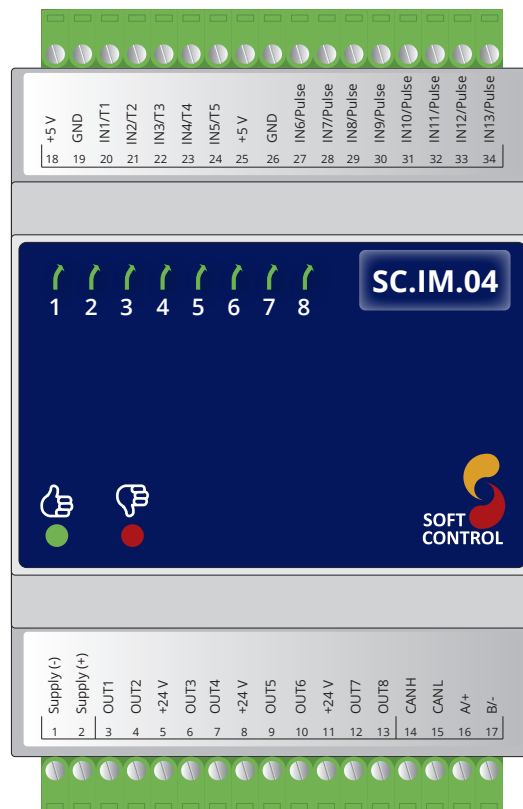 +5 V GND IN1/T1 IN2/T2 IN3/T3 IN4/T4 IN5/T5 +5 V GND IN6/Pulse IN7/Pulse IN8/Pulse IN9/Pulse IN10/Pulse IN11/Pulse IN12/Pulse IN13/Pulse
18 19 20 21 22 23 24 25 26 27 28 29 30 31 32 33 34
SC.IM.04
1 2 3 4 5 6 7 8
SOFT
CONTROL
Supply (-) Supply (+) OUT1 OUT2 +24 V OUT3 OUT4 +24 V OUT5 OUT6 +24 V OUT7 OUT8 CANH CANL A/+ B/-
1 2 3 4 5 6 7 8 9 10 11 12 13 14 15 16 17